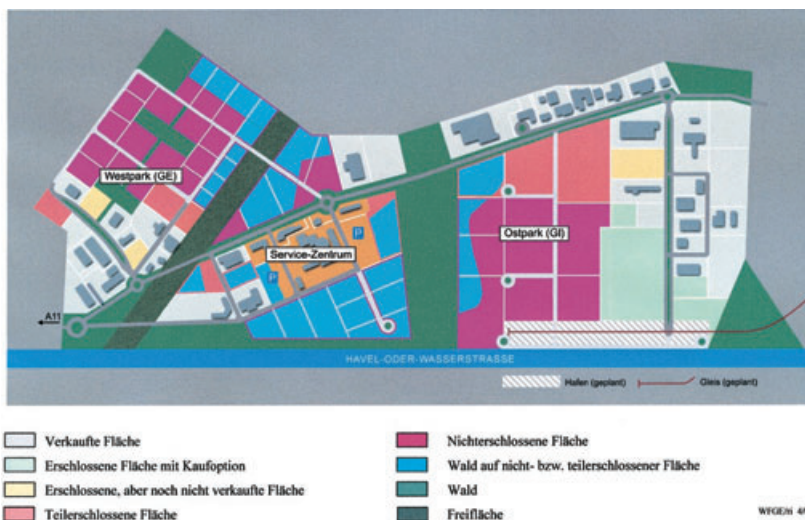 Westpark (GE)
Ostpark (GI)
P
Service-Zentrum
P
A11
HAVEL-ODER-WASSERSTRASSE
Hafen (geplant)
Gleis (geplant)
Verkaufte Fläche
Erschlossene Fläche mit Kaufoption
Erschlossene, aber noch nicht verkaufte Fläche
Teilerschlossene Fläche
Nichterschlossene Fläche
Wald auf nicht- bzw. teilerschlossener Fläche
Wald
Freifläche